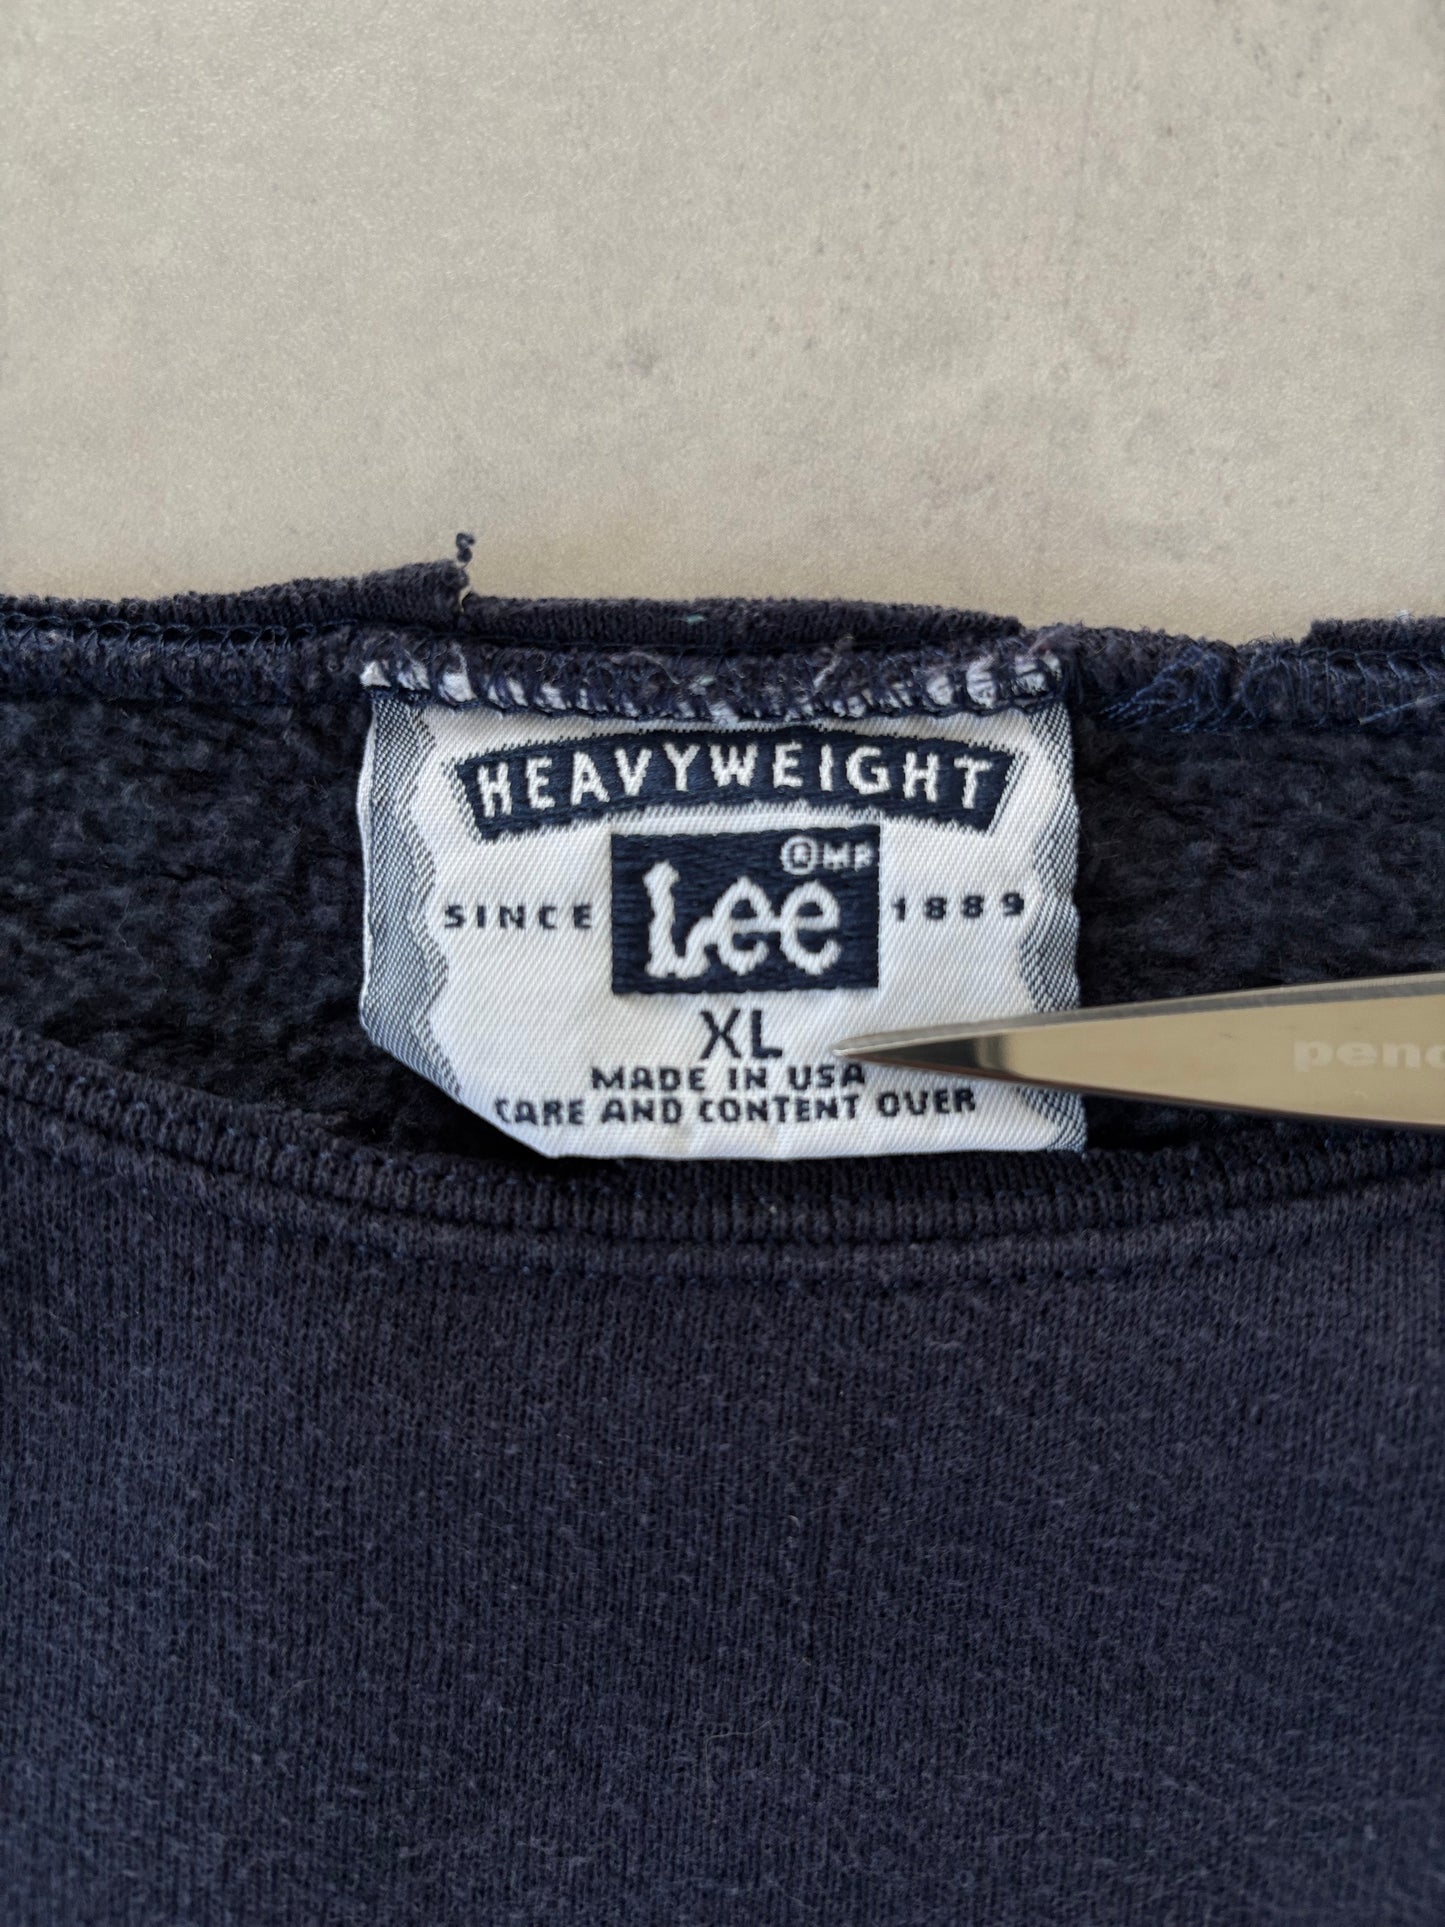 HEAVYWEIGHT
®MR
SINCE Lee 1889
XL
MADE IN USA
CARE AND CONTENT OVER